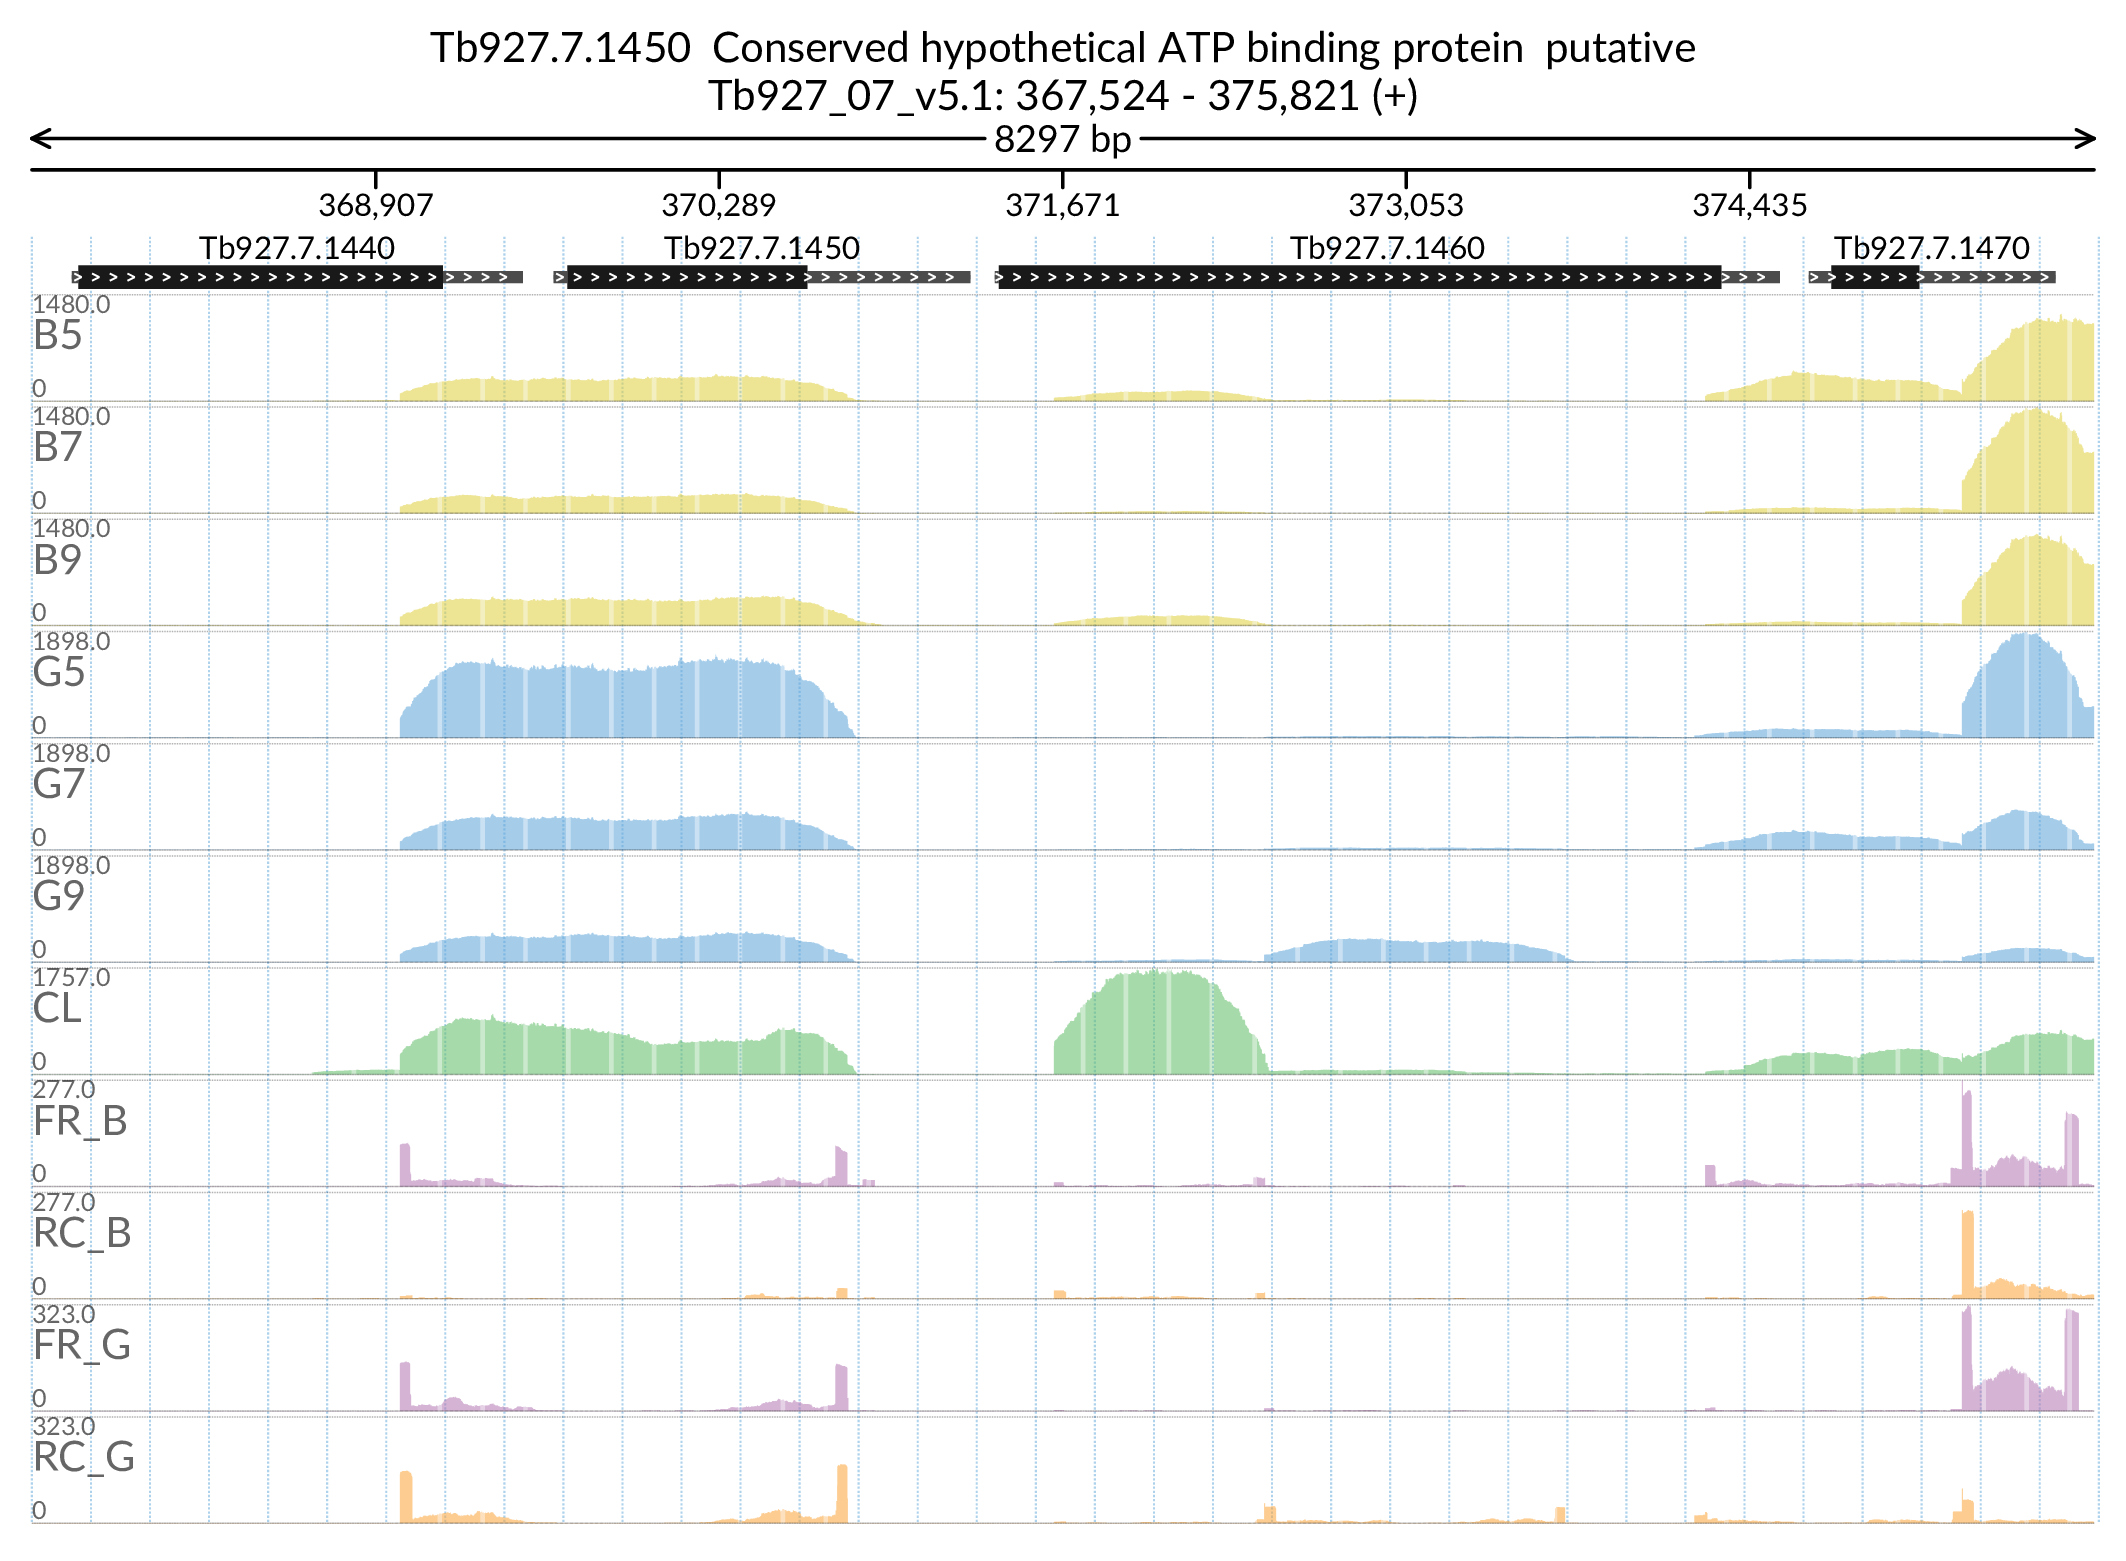 Tb927.7.1450  Conserved hypothetical ATP binding protein  putative
Tb927_07_v5.1: 367,524 - 375,821 (+)
8297 bp
368,907 370,289 371,671 373,053 374,435
Tb927.7.1440 Tb927.7.1450 Tb927.7.1460 Tb927.7.1470
1480.0
B5
0
1480.0
B7
0
1480.0
B9
0
1898.0
G5
0
1898.0
G7
0
1898.0
G9
0
1757.0
CL
0
277.0
FR_B
0
277.0
RC_B
0
323.0
FR_G
0
323.0
RC_G
0